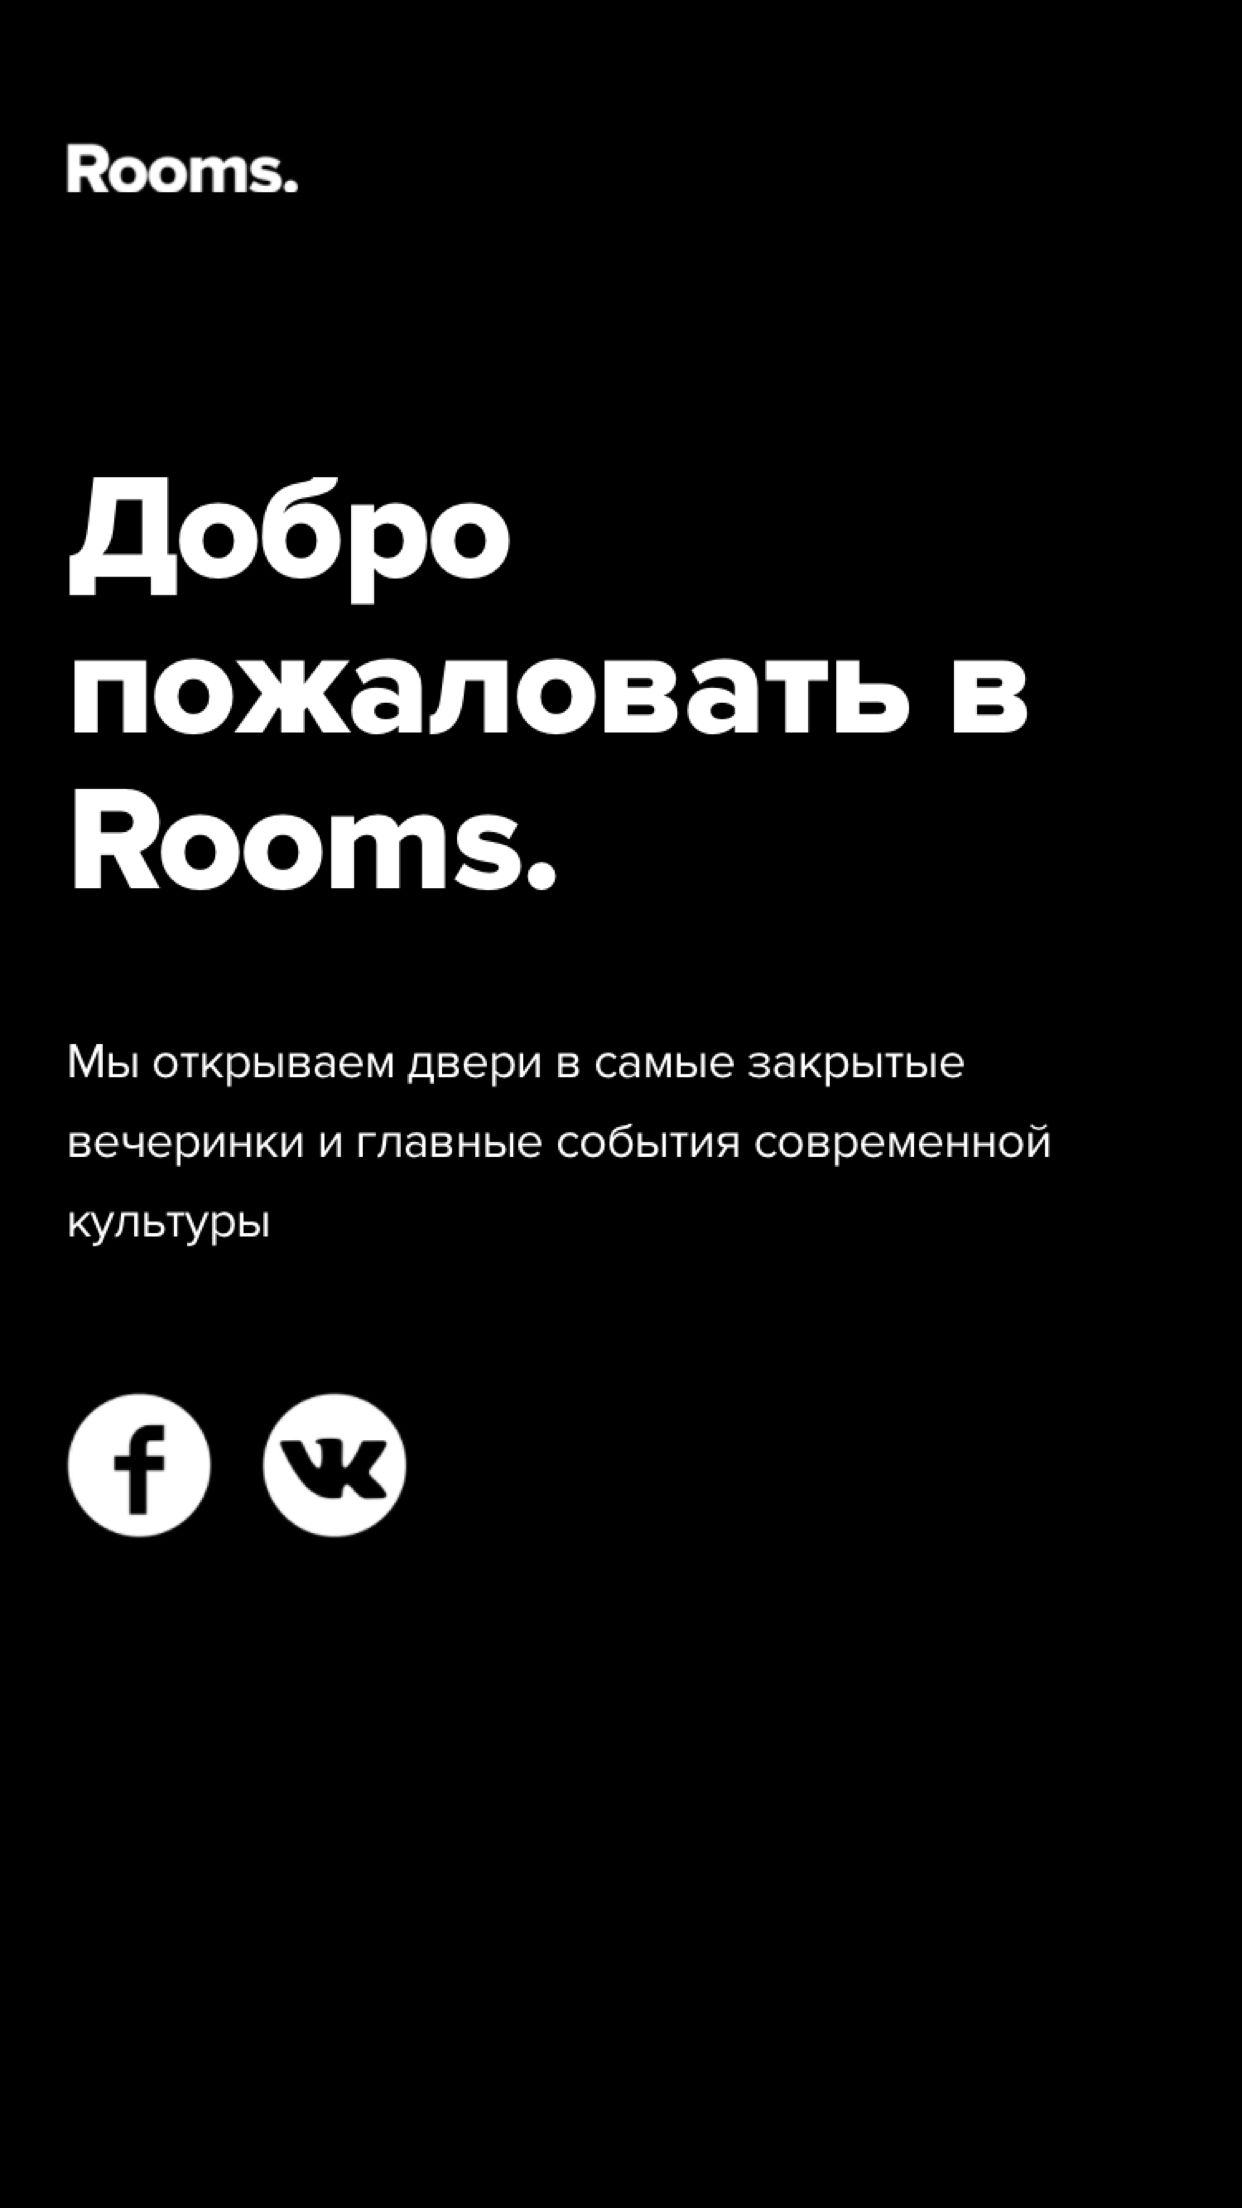 Rooms.
Добро
пожаловать в
Rooms.
Мы открываем двери в самые закрытые
вечеринки и главные события современной
культуры